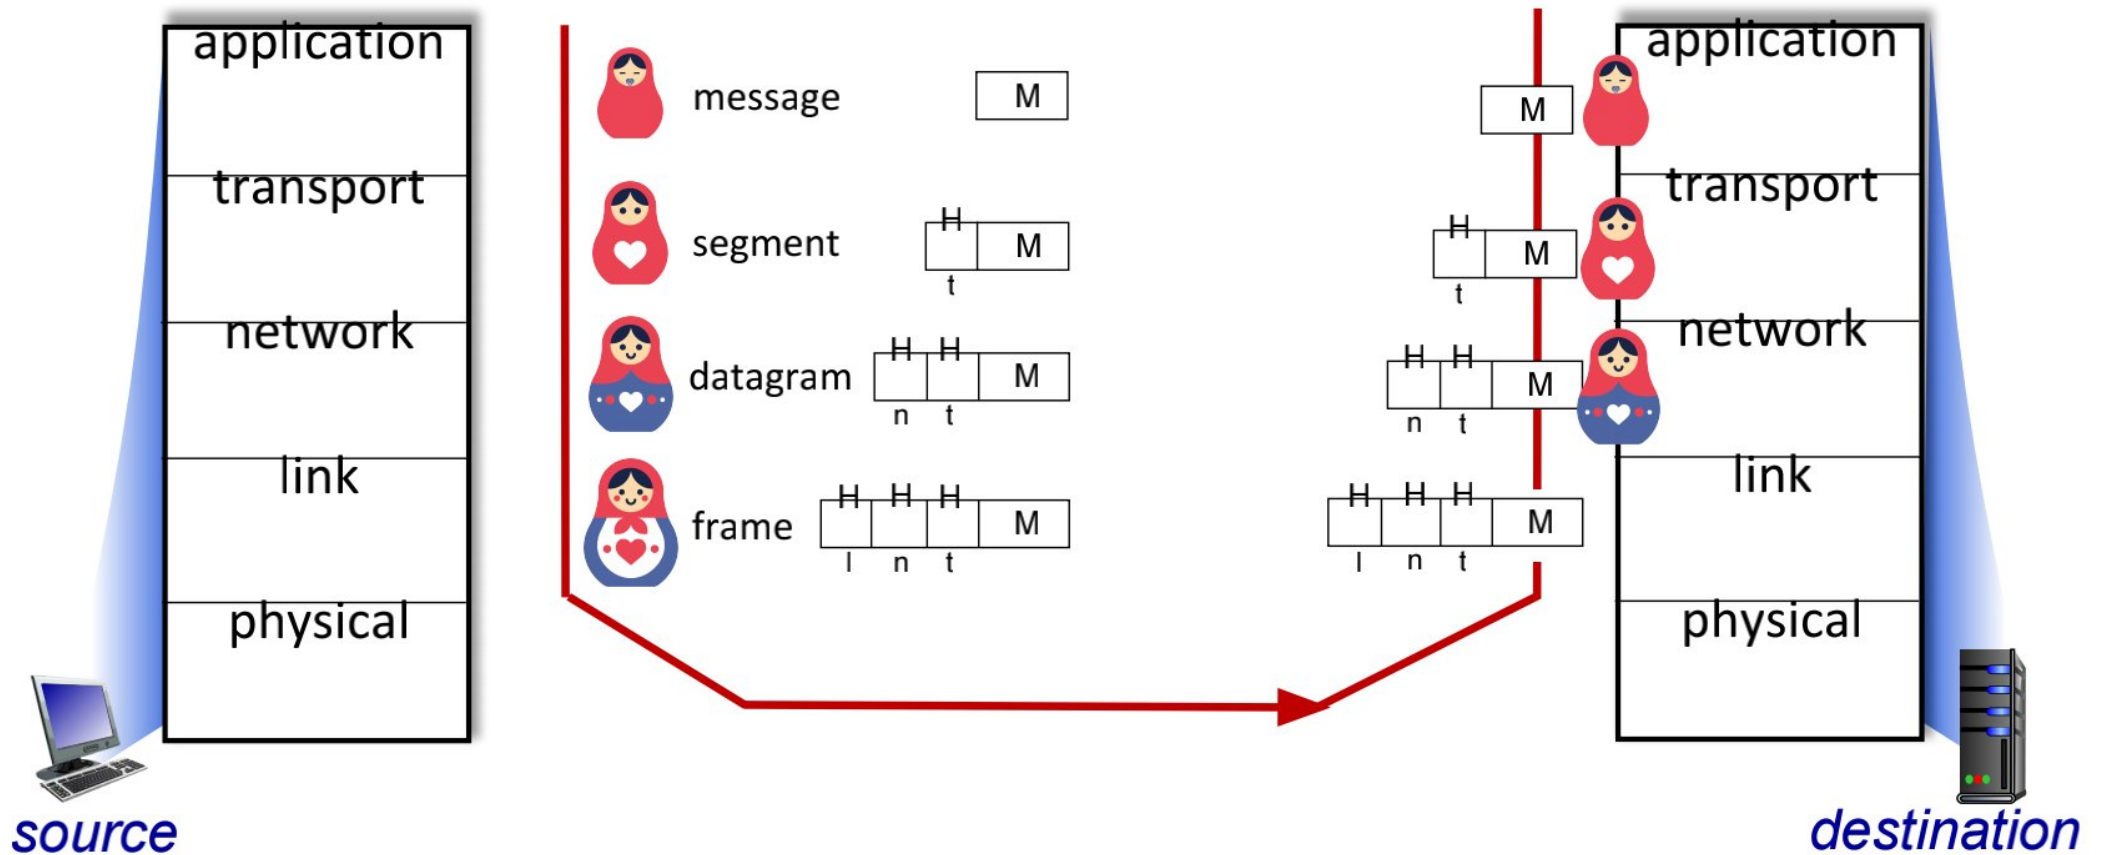 application
transport
network
link
physical
source
message
M
segment
H
M
t
datagram
H H
M
n t
frame
H H H
M
l n t
M
H
M
t
H H
M
n t
H H H
M
l n t
application
transport
network
link
physical
destination